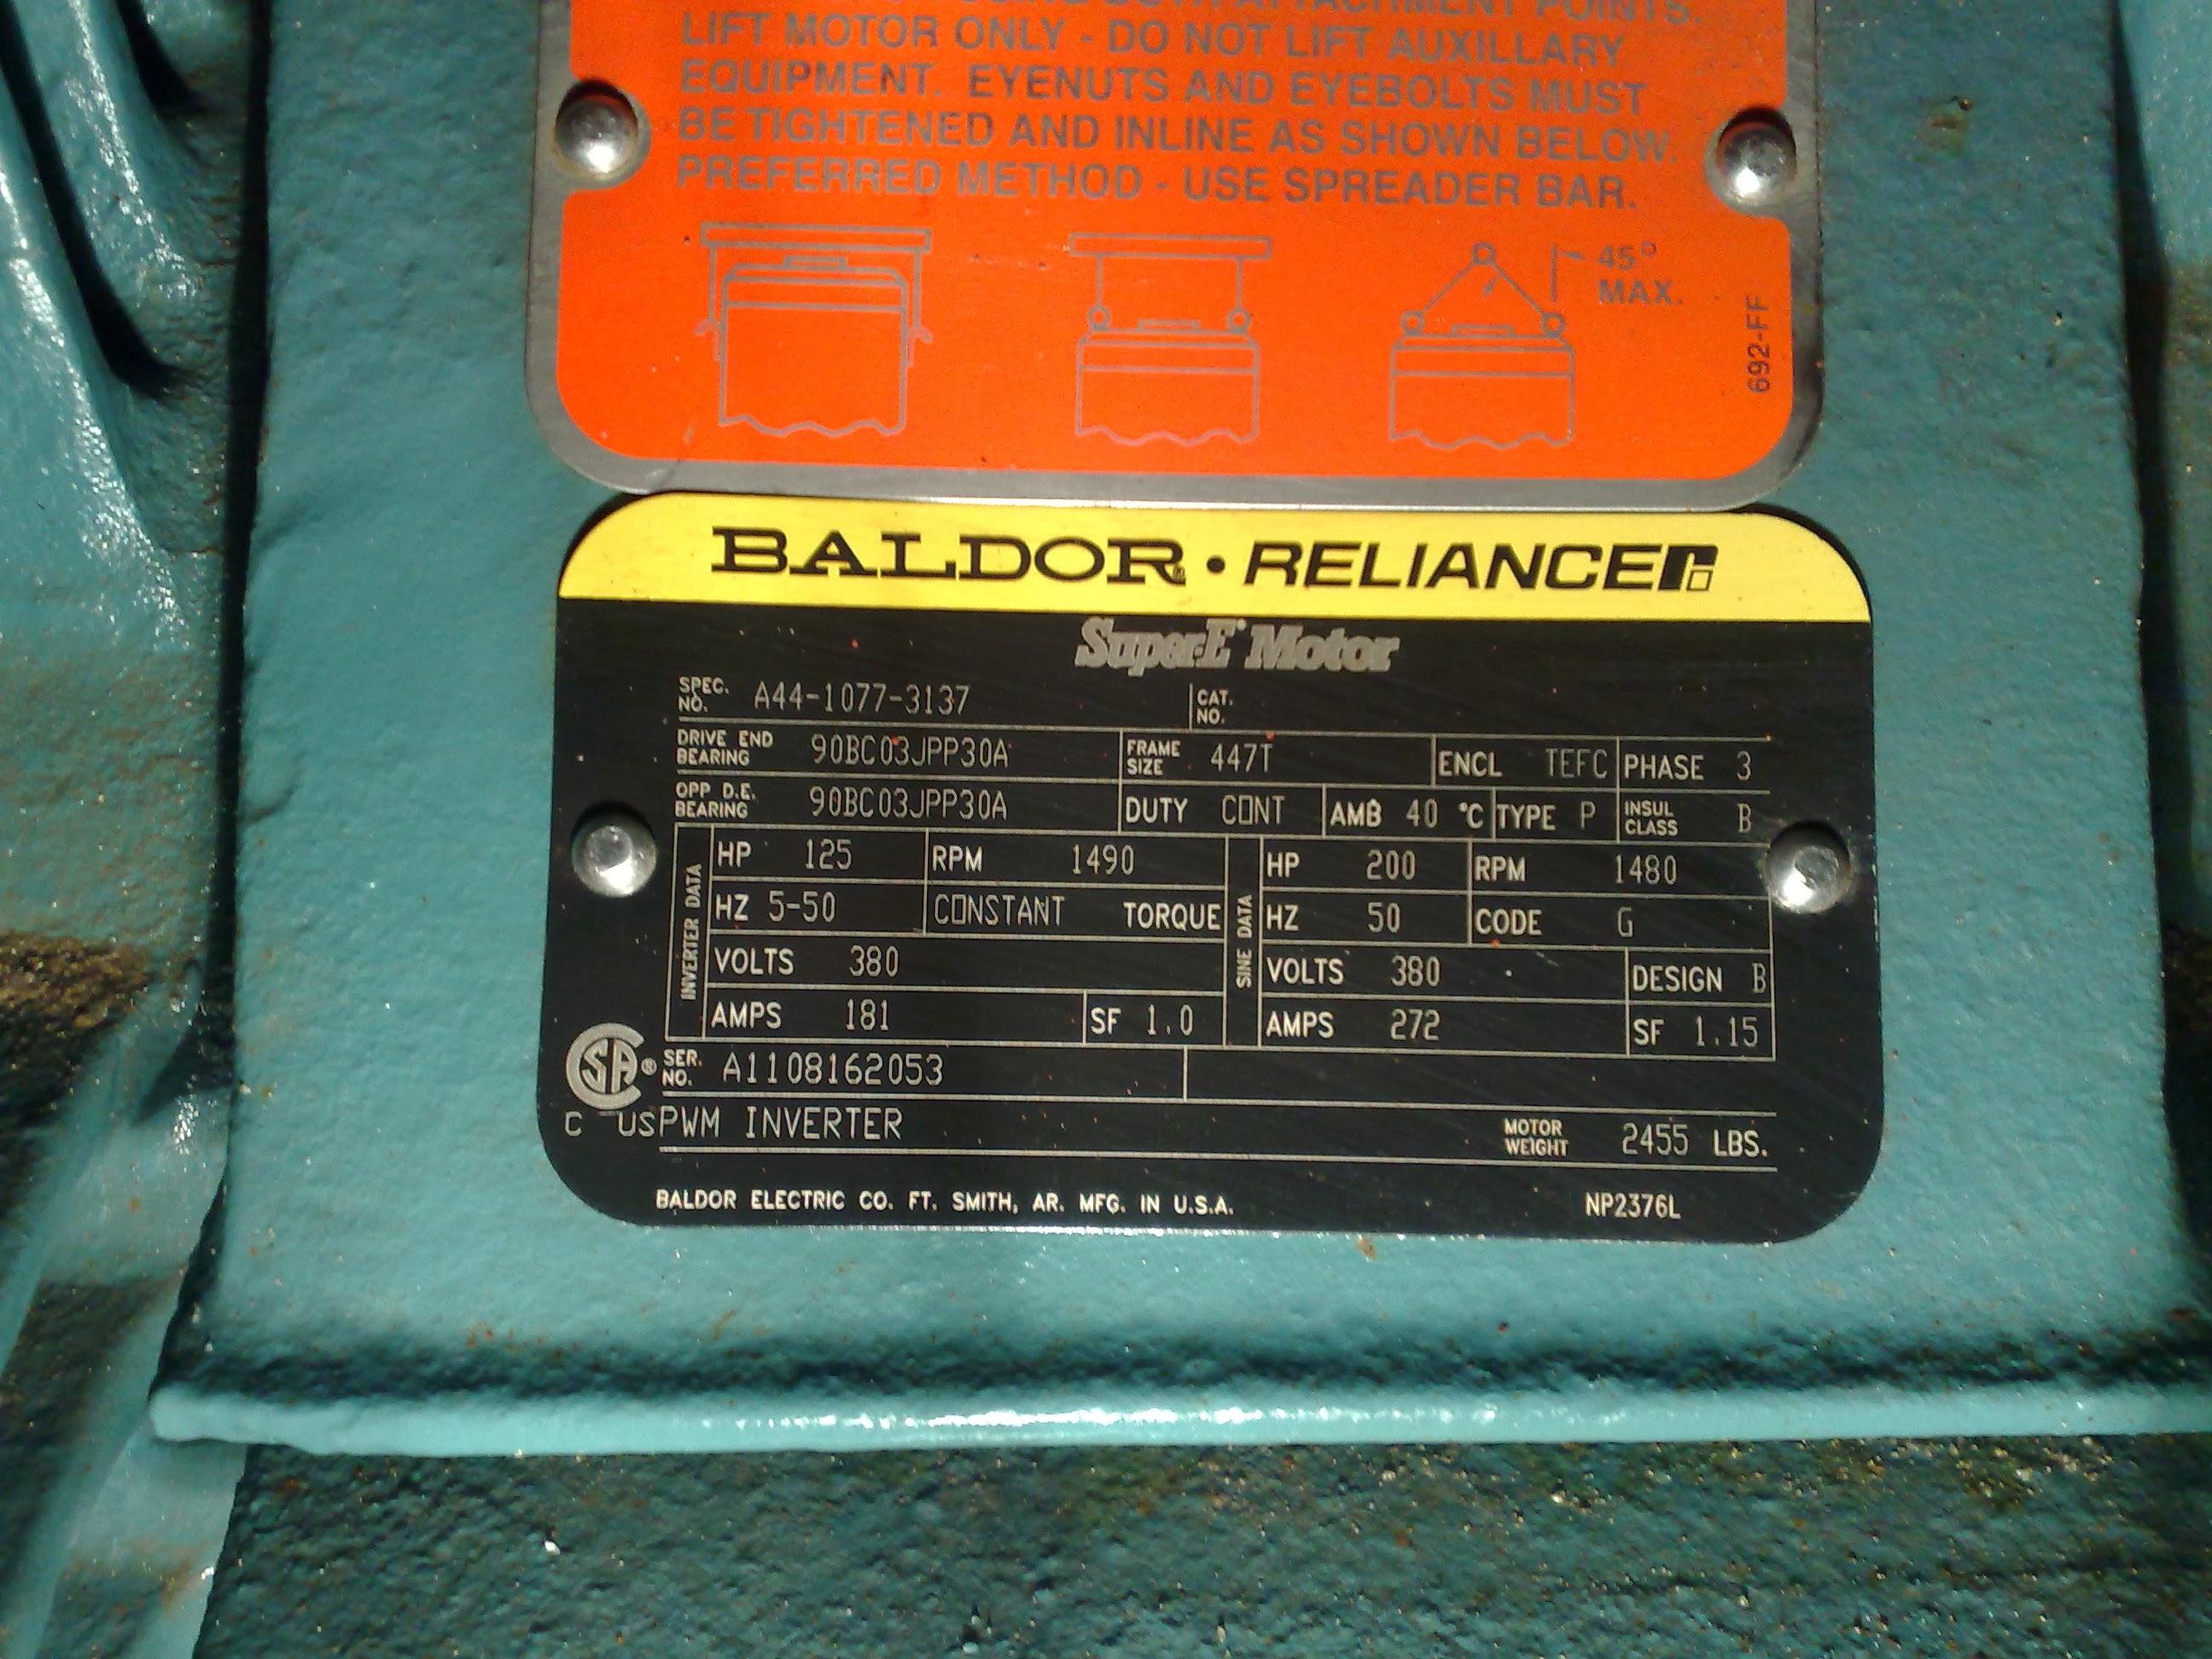 USING BOTH ATTACHMENT POINTS.
LIFT MOTOR ONLY - DO NOT LIFT AUXILLARY
EQUIPMENT. EYENUTS AND EYEBOLTS MUST
BE TIGHTENED AND INLINE AS SHOWN BELOW.
PREFERRED METHOD - USE SPREADER BAR.
45°
MAX.
692-FF
BALDOR • RELIANCE
Super-E Motor
SPEC. NO. A44-1077-3137 CAT. NO.
DRIVE END BEARING 90BC03JPP30A FRAME SIZE 447T ENCL TEFC PHASE 3
OPP D.E. BEARING 90BC03JPP30A DUTY CONT AMB 40 °C TYPE P INSUL CLASS B
INVERTER DATA
HP 125 RPM 1490
HZ 5-50 CONSTANT TORQUE
VOLTS 380
AMPS 181 SF 1.0
SINE DATA
HP 200 RPM 1480
HZ 50 CODE G
VOLTS 380 DESIGN B
AMPS 272 SF 1.15
SA ® SER. NO. A1108162053
C US PWM INVERTER MOTOR WEIGHT 2455 LBS.
BALDOR ELECTRIC CO. FT. SMITH, AR. MFG. IN U.S.A. NP2376L